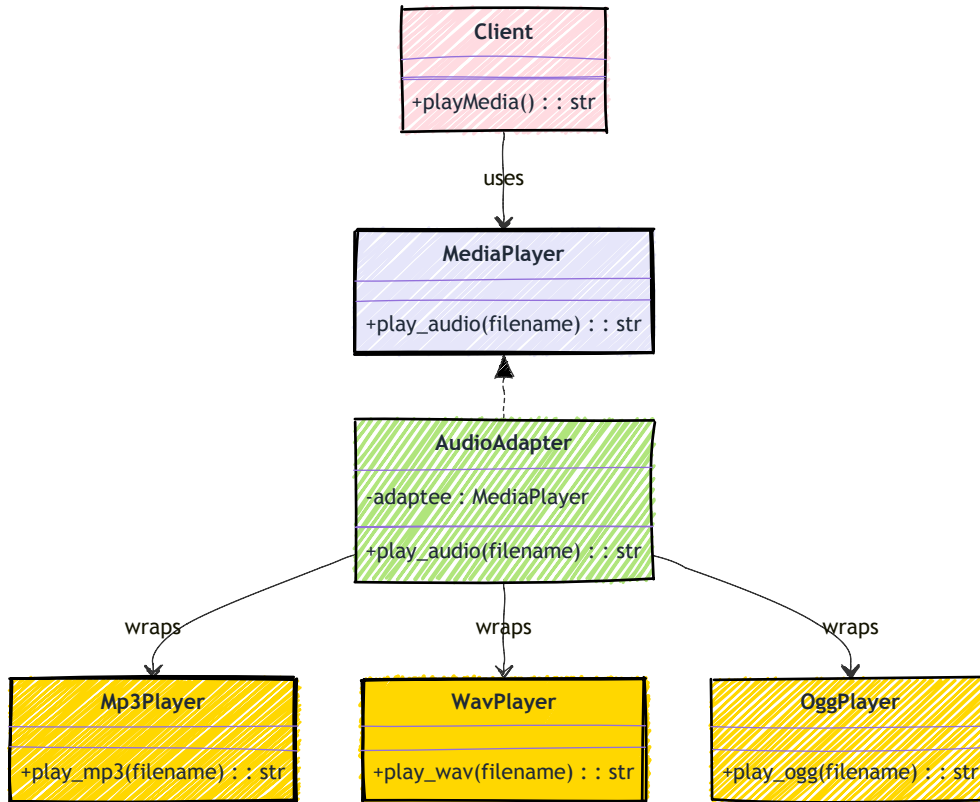 Client
+playMedia() : : str
uses
MediaPlayer
+play_audio(filename) : : str
AudioAdapter
-adaptee : MediaPlayer
+play_audio(filename) : : str
wraps
wraps
wraps
Mp3Player
+play_mp3(filename) : : str
WavPlayer
+play_wav(filename) : : str
OggPlayer
+play_ogg(filename) : : str